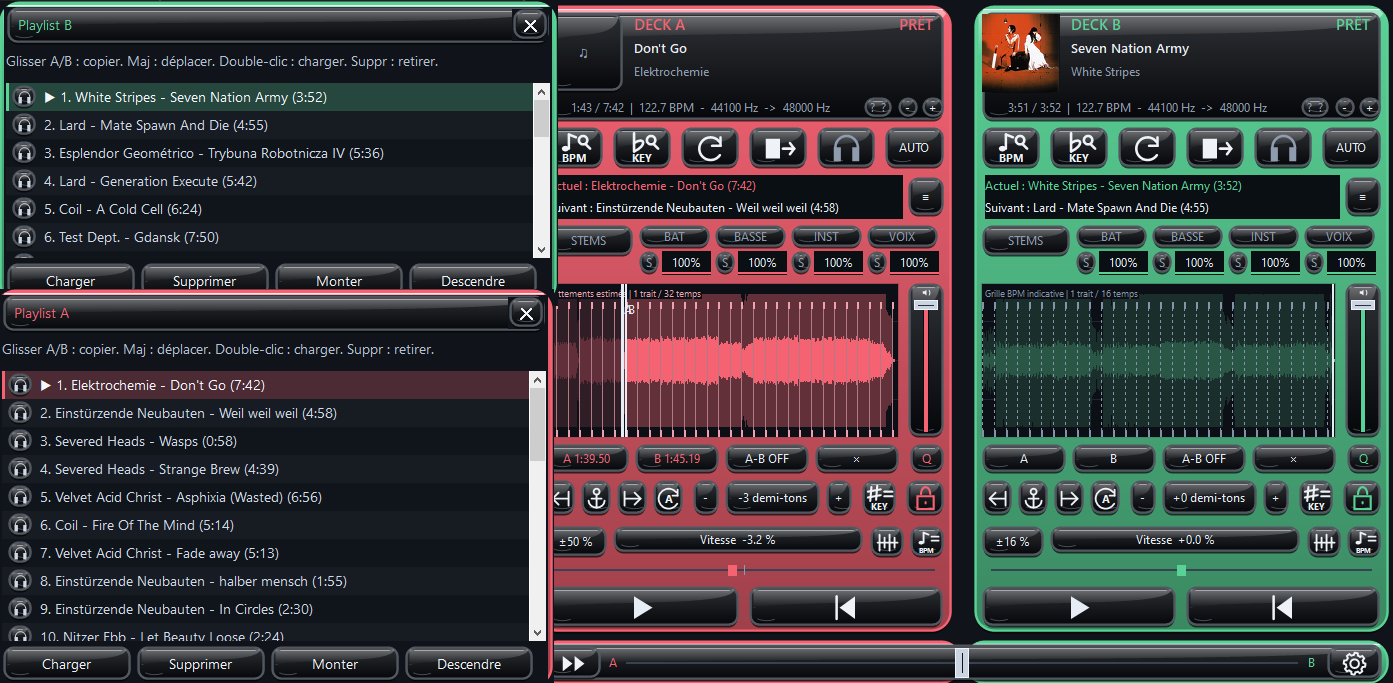 Playlist B
Glisser A/B : copier. Maj : déplacer. Double-clic : charger. Suppr : retirer.
▶ 1. White Stripes - Seven Nation Army (3:52)
2. Lard - Mate Spawn And Die (4:55)
3. Esplendor Geométrico - Trybuna Robotnicza IV (5:36)
4. Lard - Generation Execute (5:42)
5. Coil - A Cold Cell (6:24)
6. Test Dept. - Gdansk (7:50)
Charger
Supprimer
Monter
Descendre
Playlist A
Glisser A/B : copier. Maj : déplacer. Double-clic : charger. Suppr : retirer.
▶ 1. Elektrochemie - Don't Go (7:42)
2. Einstürzende Neubauten - Weil weil weil (4:58)
3. Severed Heads - Wasps (0:58)
4. Severed Heads - Strange Brew (4:39)
5. Velvet Acid Christ - Asphixia (Wasted) (6:56)
6. Coil - Fire Of The Mind (5:14)
7. Velvet Acid Christ - Fade away (5:13)
8. Einstürzende Neubauten - halber mensch (1:55)
9. Einstürzende Neubauten - In Circles (2:30)
10. Nitzer Ebb - Let Beauty Loose (2:24)
Charger
Supprimer
Monter
Descendre
DECK A PRÊT
Don't Go
Elektrochemie
1:43 / 7:42 | 122.7 BPM - 44100 Hz -> 48000 Hz ? ? - +
BPM KEY AUTO
ctuel : Elektrochemie - Don't Go (7:42)
uivant : Einstürzende Neubauten - Weil weil weil (4:58)
≡
STEMS BAT BASSE INST VOIX
S 100% S 100% S 100% S 100%
ttements estimés | 1 trait / 32 temps
A B
A 1:39.50 B 1:45.19 A-B OFF × Q
A - -3 demi-tons + #= KEY
±50 % Vitesse -3.2 % BPM
DECK B PRÊT
Seven Nation Army
White Stripes
3:51 / 3:52 | 122.7 BPM - 44100 Hz -> 48000 Hz ? ? - +
BPM KEY AUTO
Actuel : White Stripes - Seven Nation Army (3:52)
Suivant : Lard - Mate Spawn And Die (4:55)
≡
STEMS BAT BASSE INST VOIX
S 100% S 100% S 100% S 100%
Grille BPM indicative | 1 trait / 16 temps
A B A-B OFF × Q
A - +0 demi-tons + #= KEY
±16 % Vitesse +0.0 % BPM
A B